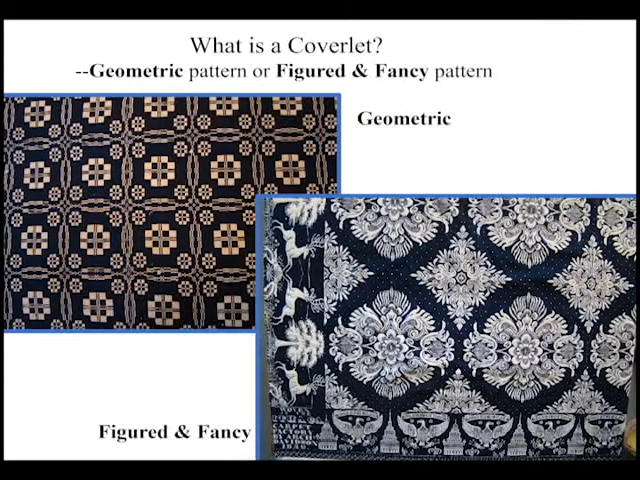 What is a Coverlet?
--Geometric pattern or Figured & Fancy pattern
Geometric
Figured & Fancy